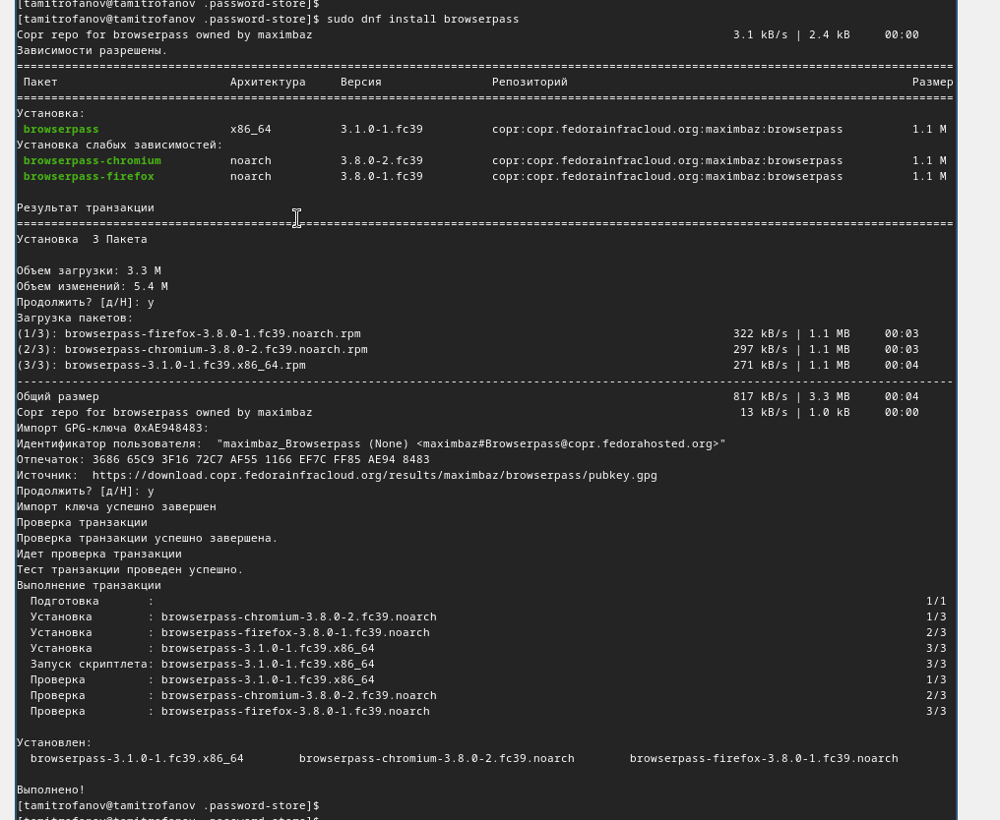 [tamitrofanov@tamitrofanov .password-store]$
[tamitrofanov@tamitrofanov .password-store]$ sudo dnf install browserpass
Copr repo for browserpass owned by maximbaz 3.1 kB/s | 2.4 kB 00:00
Зависимости разрешены.
================================================================================
Пакет Архитектура Версия Репозиторий Размер
================================================================================
Установка:
browserpass x86_64 3.1.0-1.fc39 copr:copr.fedorainfracloud.org:maximbaz:browserpass 1.1 M
Установка слабых зависимостей:
browserpass-chromium noarch 3.8.0-2.fc39 copr:copr.fedorainfracloud.org:maximbaz:browserpass 1.1 M
browserpass-firefox noarch 3.8.0-1.fc39 copr:copr.fedorainfracloud.org:maximbaz:browserpass 1.1 M
Результат транзакции
================================================================================
Установка 3 Пакета
Объем загрузки: 3.3 M
Объем изменений: 5.4 M
Продолжить? [д/Н]: y
Загрузка пакетов:
(1/3): browserpass-firefox-3.8.0-1.fc39.noarch.rpm 322 kB/s | 1.1 MB 00:03
(2/3): browserpass-chromium-3.8.0-2.fc39.noarch.rpm 297 kB/s | 1.1 MB 00:03
(3/3): browserpass-3.1.0-1.fc39.x86_64.rpm 271 kB/s | 1.1 MB 00:04
--------------------------------------------------------------------------------
Общий размер 817 kB/s | 3.3 MB 00:04
Copr repo for browserpass owned by maximbaz 13 kB/s | 1.0 kB 00:00
Импорт GPG-ключа 0xAE948483:
Идентификатор пользователя: "maximbaz_Browserpass (None) <maximbaz#Browserpass@copr.fedorahosted.org>"
Отпечаток: 3686 65C9 3F16 72C7 AF55 1166 EF7C FF85 AE94 8483
Источник: https://download.copr.fedorainfracloud.org/results/maximbaz/browserpass/pubkey.gpg
Продолжить? [д/Н]: y
Импорт ключа успешно завершен
Проверка транзакции
Проверка транзакции успешно завершена.
Идет проверка транзакции
Тест транзакции проведен успешно.
Выполнение транзакции
Подготовка : 1/1
Установка : browserpass-chromium-3.8.0-2.fc39.noarch 1/3
Установка : browserpass-firefox-3.8.0-1.fc39.noarch 2/3
Установка : browserpass-3.1.0-1.fc39.x86_64 3/3
Запуск скриптлета: browserpass-3.1.0-1.fc39.x86_64 3/3
Проверка : browserpass-3.1.0-1.fc39.x86_64 1/3
Проверка : browserpass-chromium-3.8.0-2.fc39.noarch 2/3
Проверка : browserpass-firefox-3.8.0-1.fc39.noarch 3/3
Установлен:
browserpass-3.1.0-1.fc39.x86_64 browserpass-chromium-3.8.0-2.fc39.noarch browserpass-firefox-3.8.0-1.fc39.noarch
Выполнено!
[tamitrofanov@tamitrofanov .password-store]$
[tamitrofanov@tamitrofanov .password-store]$